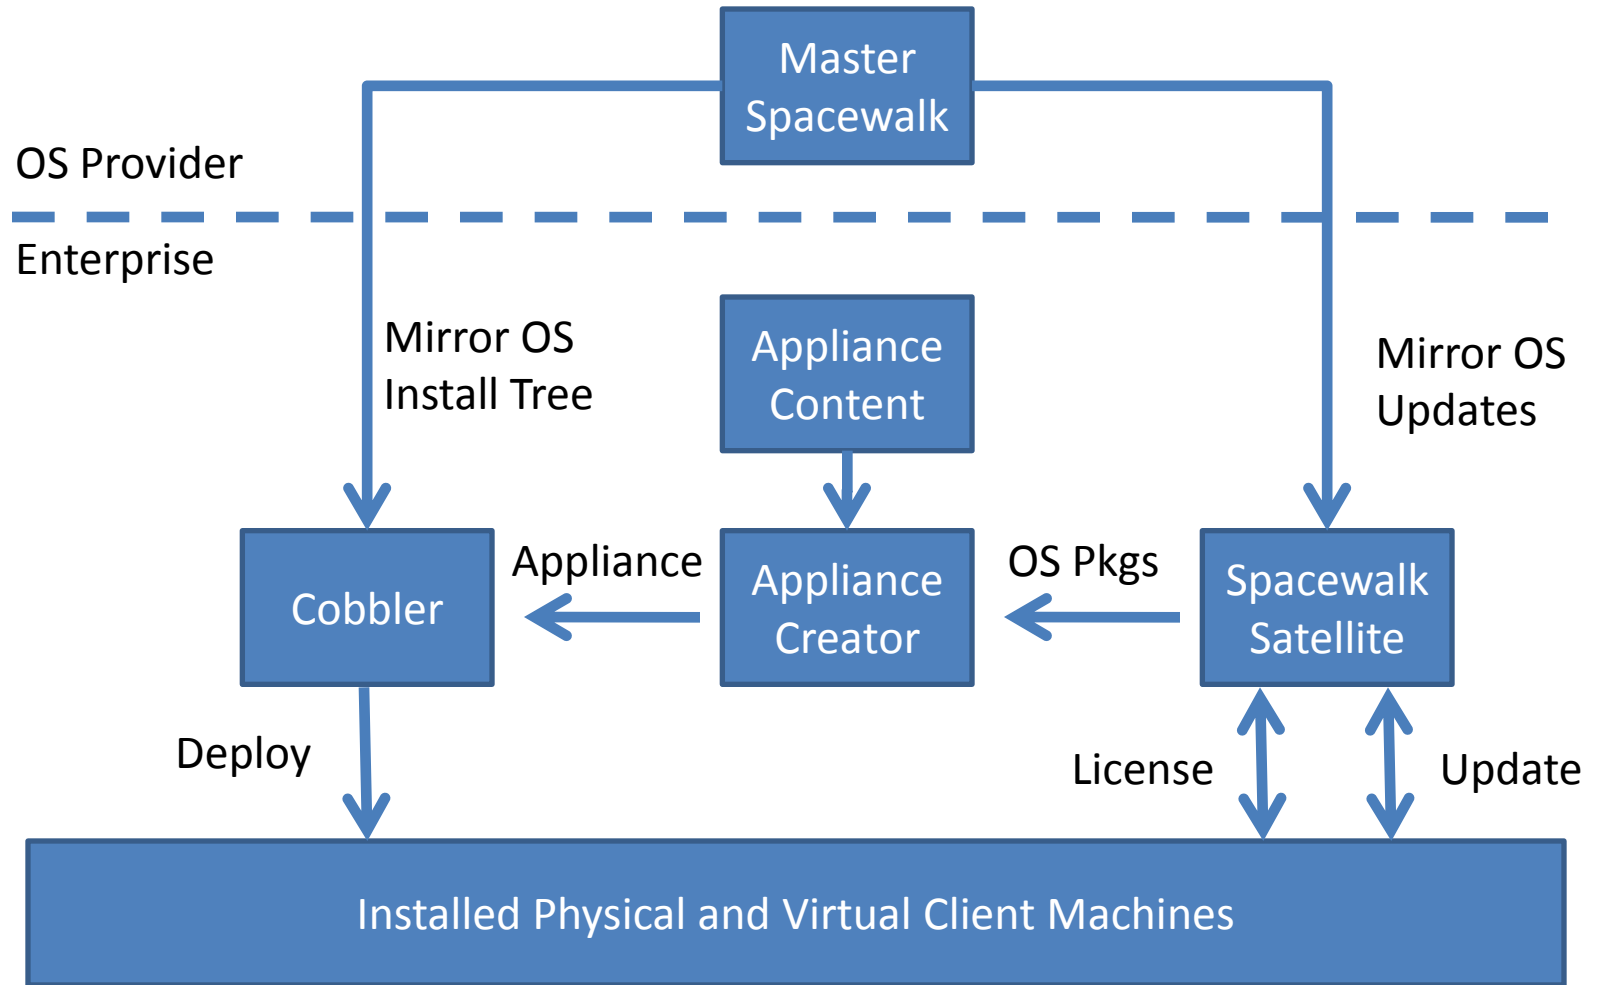 Master
Spacewalk
OS Provider
Enterprise
Mirror OS
Install Tree
Appliance
Content
Mirror OS
Updates
Cobbler
Appliance
Appliance
Creator
OS Pkgs
Spacewalk
Satellite
Deploy
License
Update
Installed Physical and Virtual Client Machines